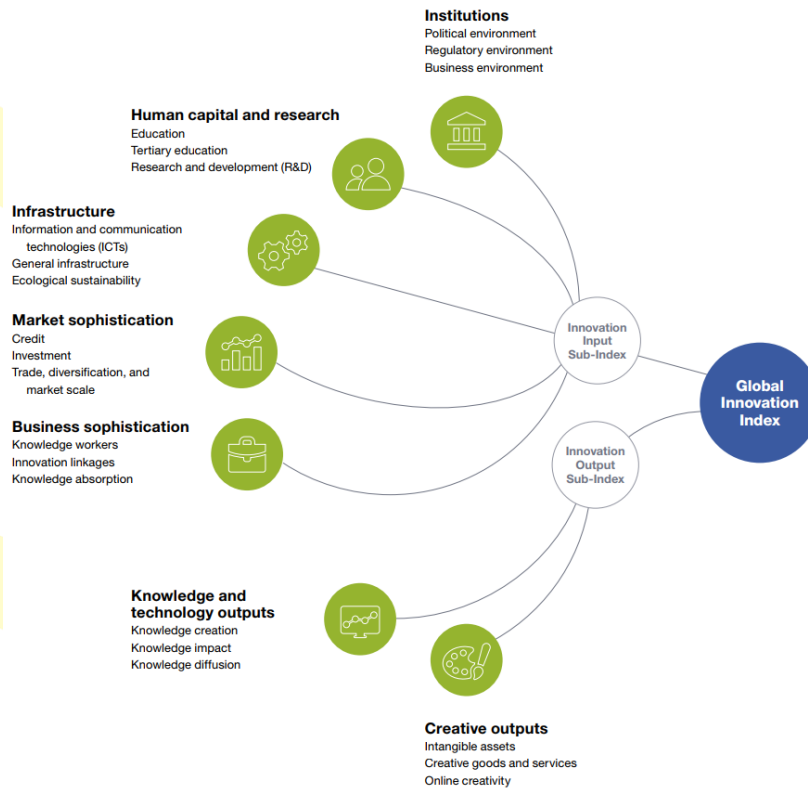 Institutions
Political environment
Regulatory environment
Business environment
Human capital and research
Education
Tertiary education
Research and development (R&D)
Infrastructure
Information and communication
technologies (ICTs)
General infrastructure
Ecological sustainability
Market sophistication
Credit
Investment
Trade, diversification, and
market scale
Business sophistication
Knowledge workers
Innovation linkages
Knowledge absorption
Innovation
Input
Sub-Index
Global
Innovation
Index
Innovation
Output
Sub-Index
Knowledge and
technology outputs
Knowledge creation
Knowledge impact
Knowledge diffusion
Creative outputs
Intangible assets
Creative goods and services
Online creativity